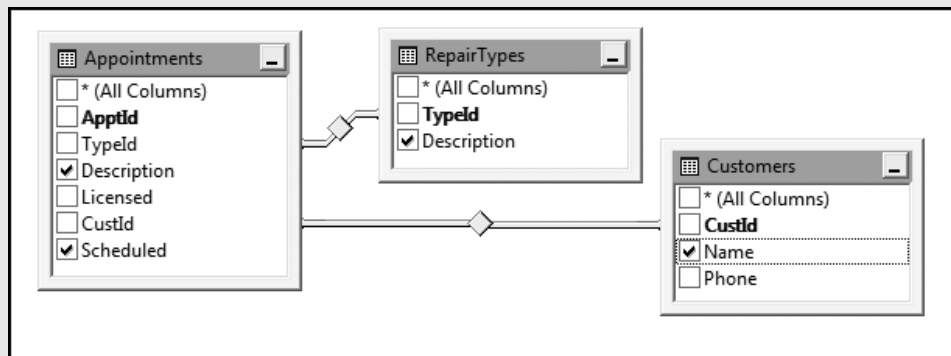 Appointments
* (All Columns)
ApptId
TypeId
Description
Licensed
CustId
Scheduled
RepairTypes
* (All Columns)
TypeId
Description
Customers
* (All Columns)
CustId
Name
Phone